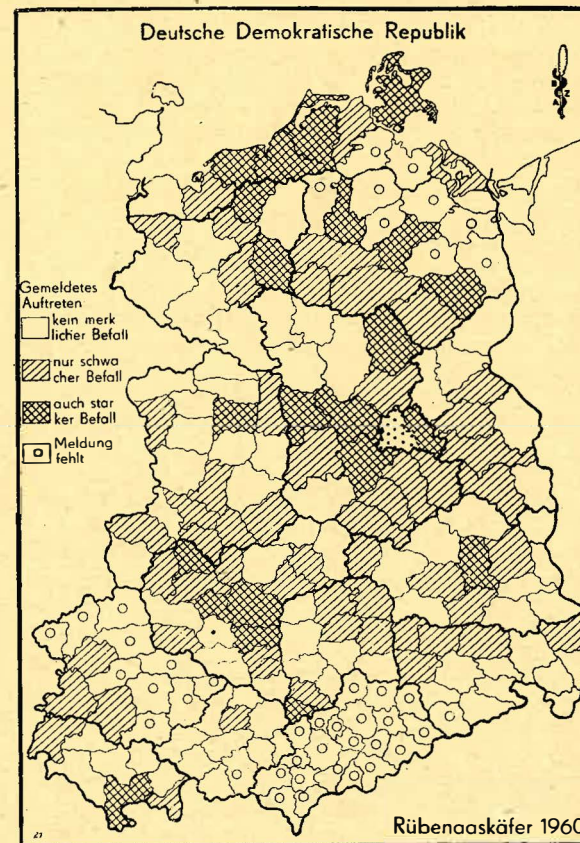 Deutsche Demokratische Republik
B
Z
A
Gemeldetes
Auftreten
kein merk
licher Befall
nur schwa
cher Befall
auch star
ker Befall
Meldung
fehlt
Rübenaaskäfer 1960
21